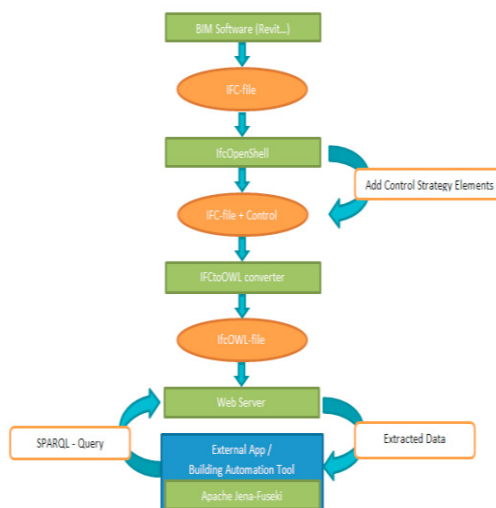 BIM Software (Revit...)
IFC-file
IfcOpenShell
Add Control Strategy Elements
IFC-file + Control
IFCtoOWL converter
IfcOWL-file
Web Server
SPARQL - Query
Extracted Data
External App /
Building Automation Tool
Apache Jena-Fuseki